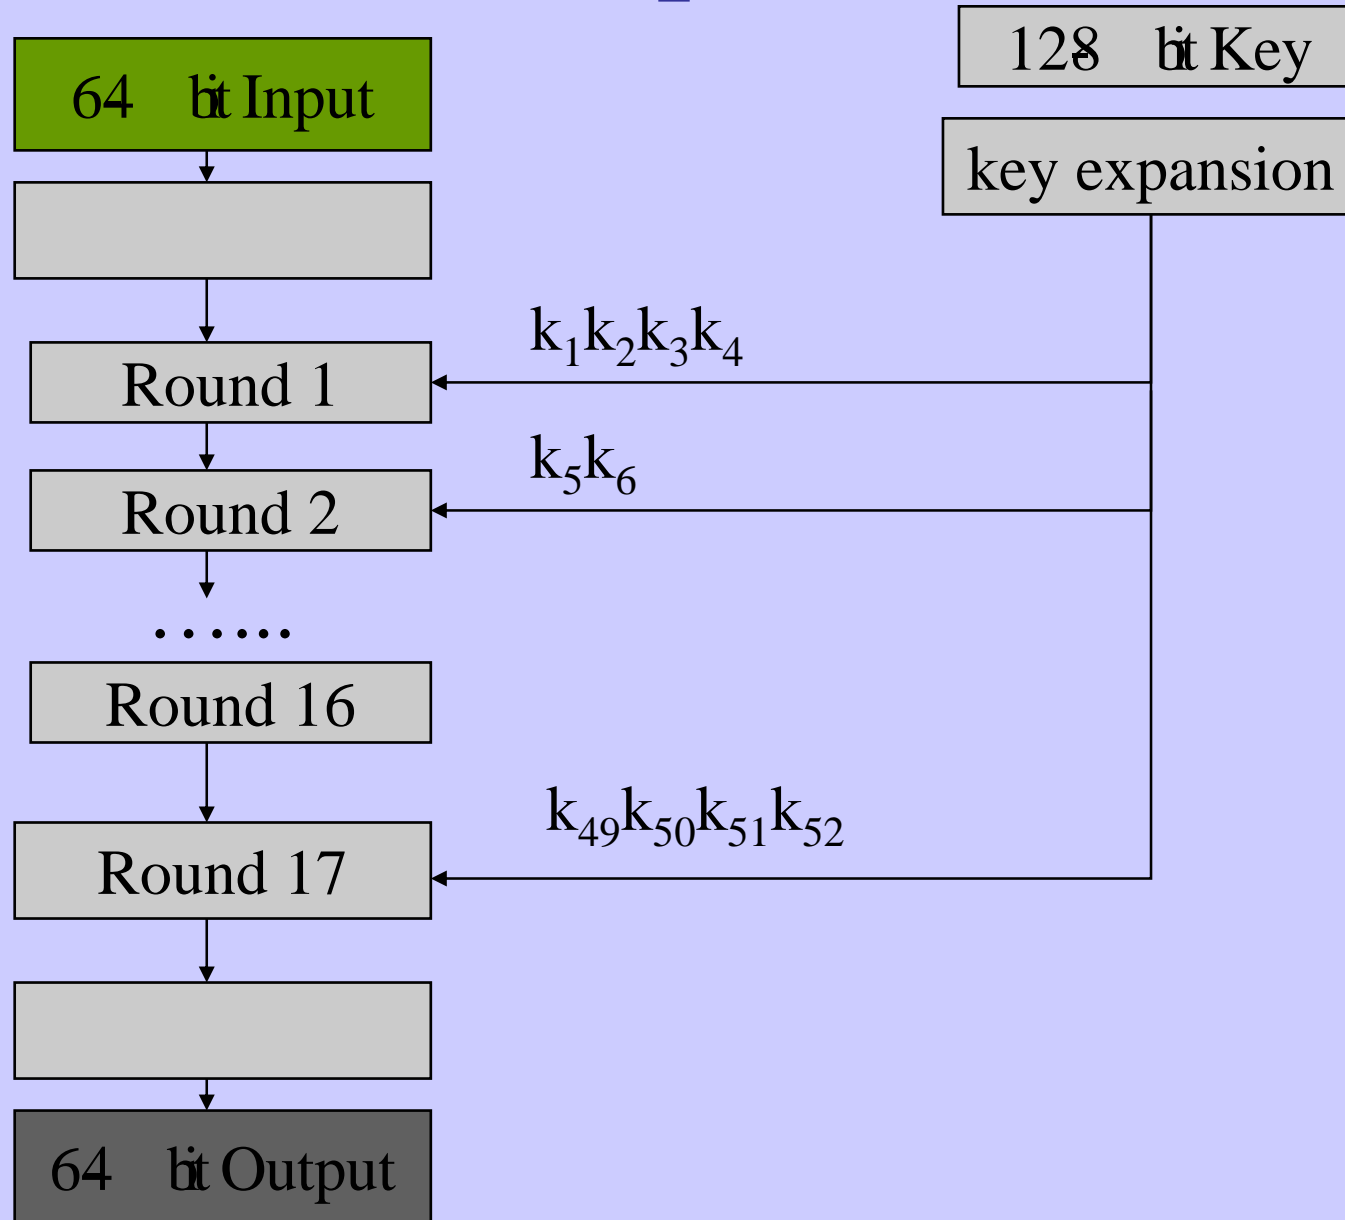 128-bit Key
64-bit Input
key expansion
k₁k₂k₃k₄
Round 1
k₅k₆
Round 2
......
Round 16
k₄₉k₅₀k₅₁k₅₂
Round 17
64-bit Output